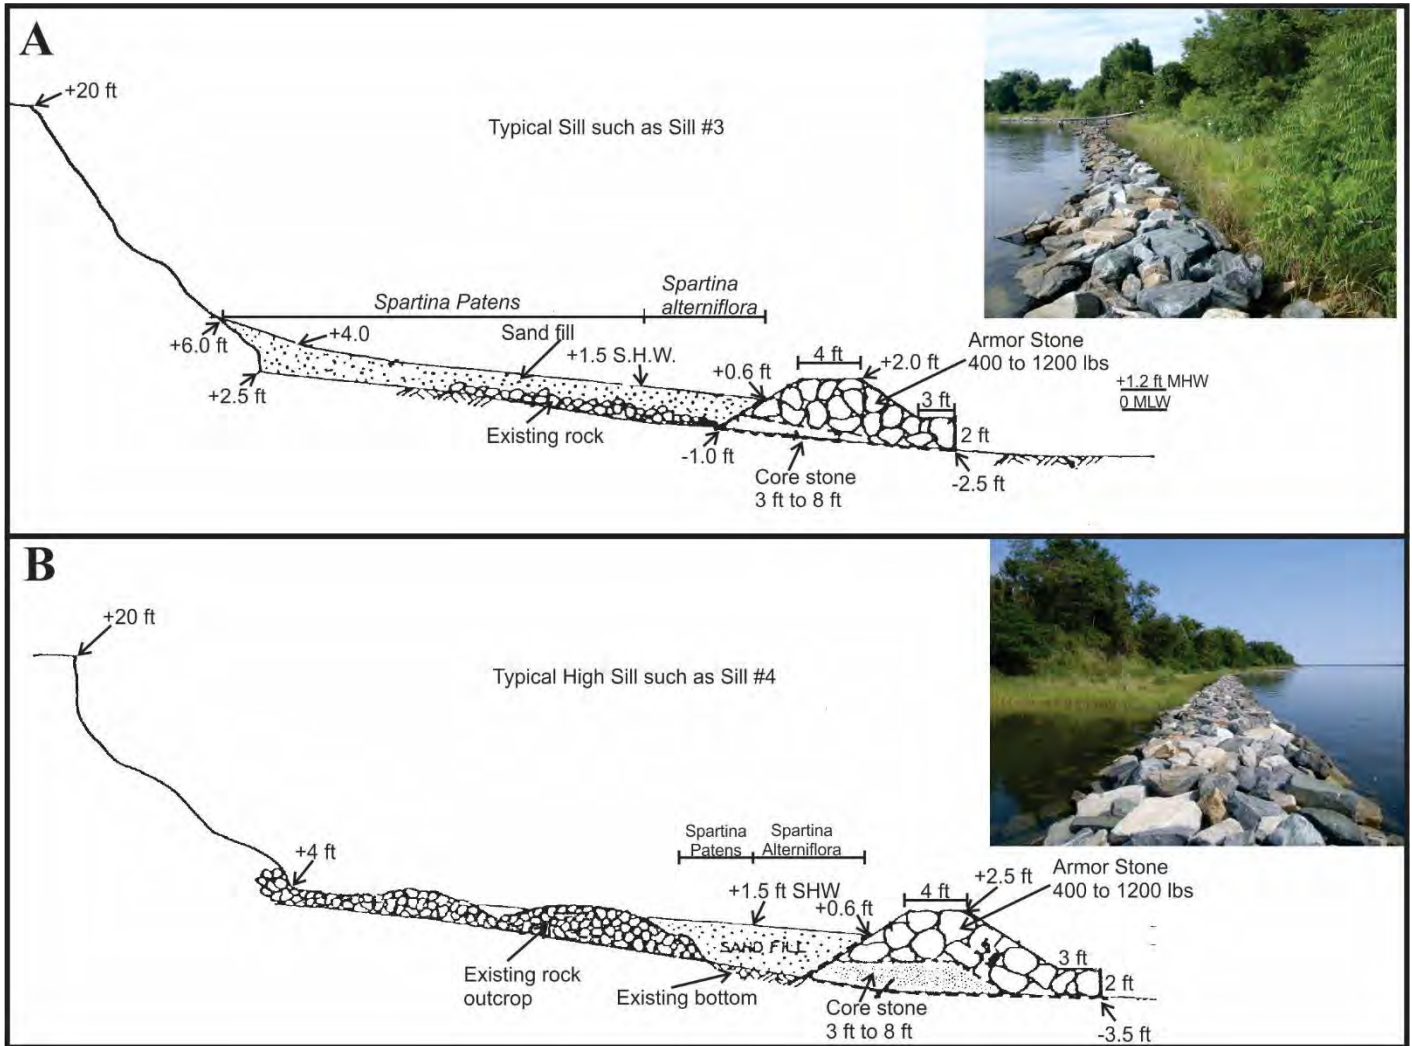 A
+20 ft
Typical Sill such as Sill #3
Spartina Patens
Spartina
alterniflora
+6.0 ft
+4.0
Sand fill
+1.5 S.H.W.
+0.6 ft
4 ft
+2.0 ft
Armor Stone
400 to 1200 lbs
+1.2 ft MHW
0 MLW
+2.5 ft
Existing rock
-1.0 ft
3 ft
2 ft
Core stone
3 ft to 8 ft
-2.5 ft
B
+20 ft
Typical High Sill such as Sill #4
Spartina
Patens
Spartina
Alterniflora
+4 ft
+1.5 ft SHW
+0.6 ft
4 ft
+2.5 ft
Armor Stone
400 to 1200 lbs
SAND FILL
3 ft
2 ft
Existing rock
outcrop
Existing bottom
Core stone
3 ft to 8 ft
-3.5 ft